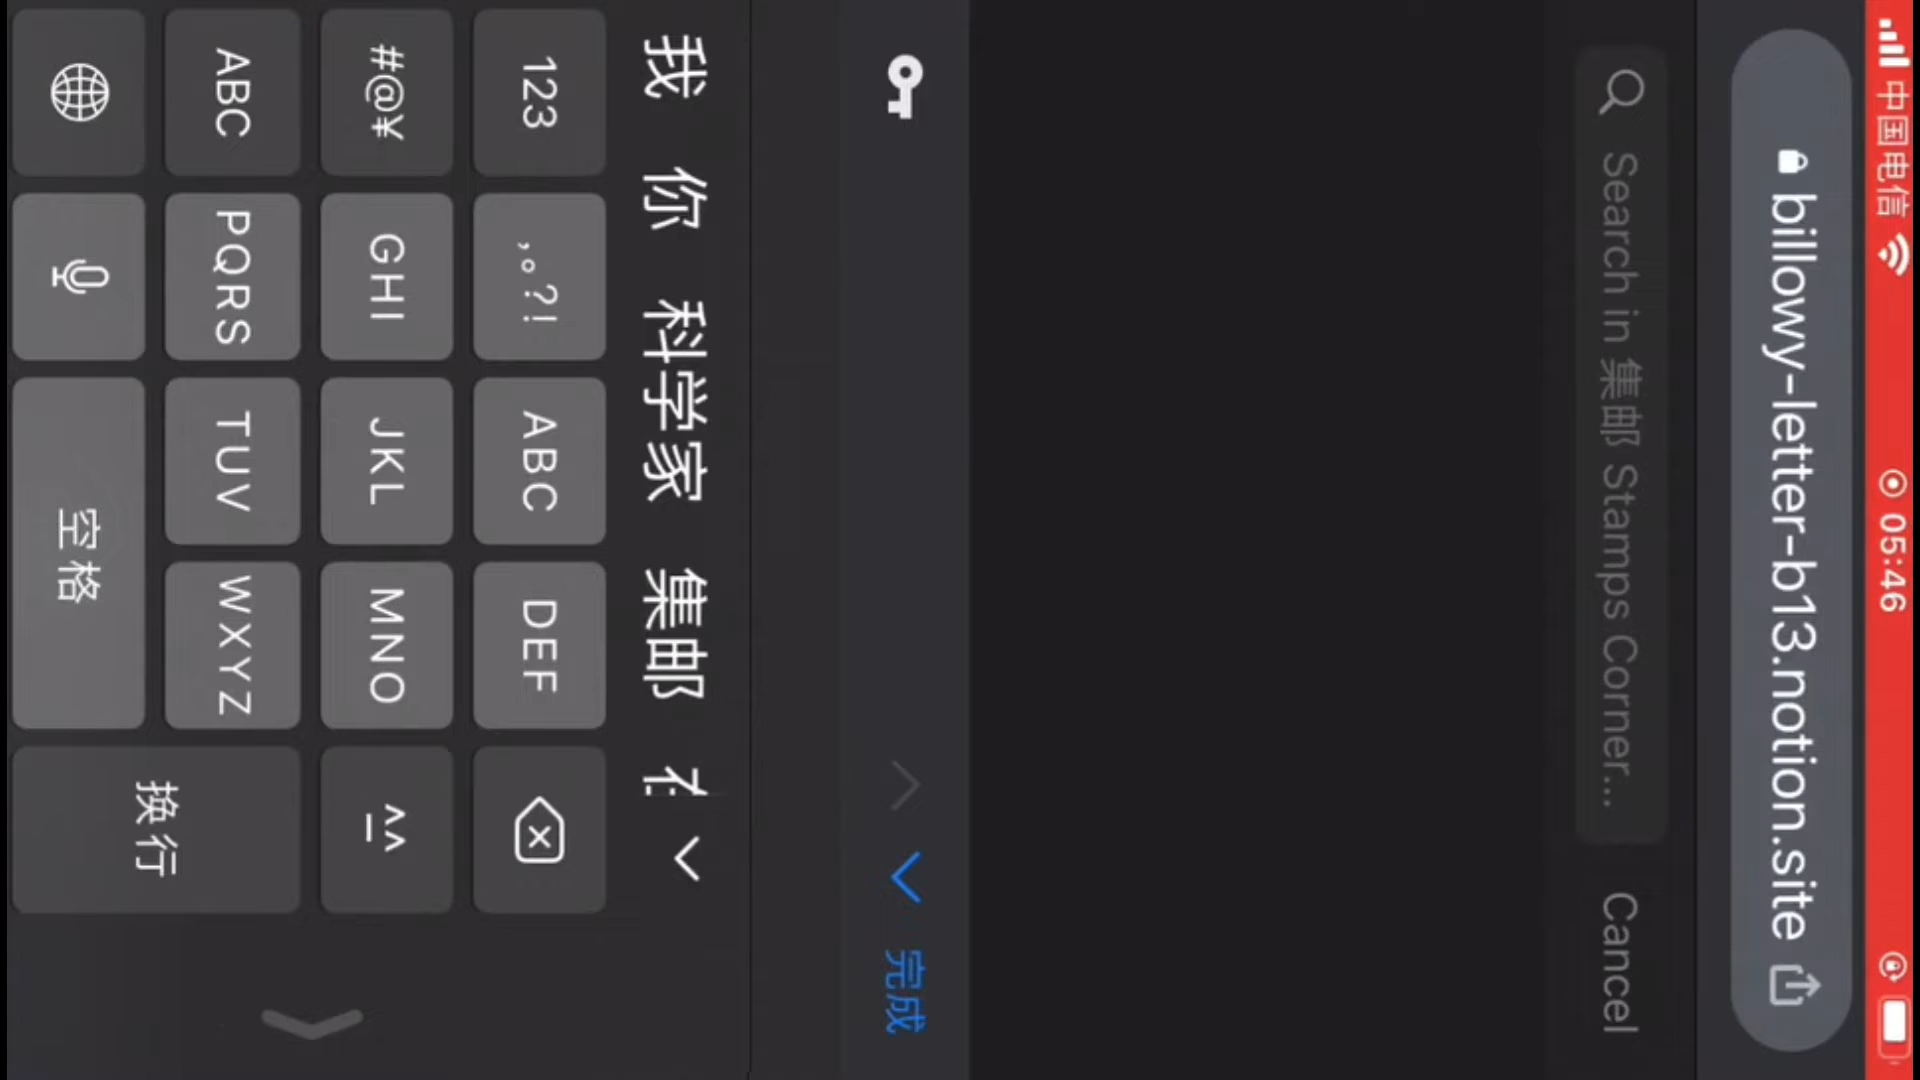 中国电信 05:46
billowy-letter-b13.notion.site
Search in 集邮 Stamps Corner... Cancel
完成
我 你 科学家 集邮
123 ,。?! ABC DEF
#@¥ GHI JKL MNO ^^
ABC PQRS TUV WXYZ 换行
空格